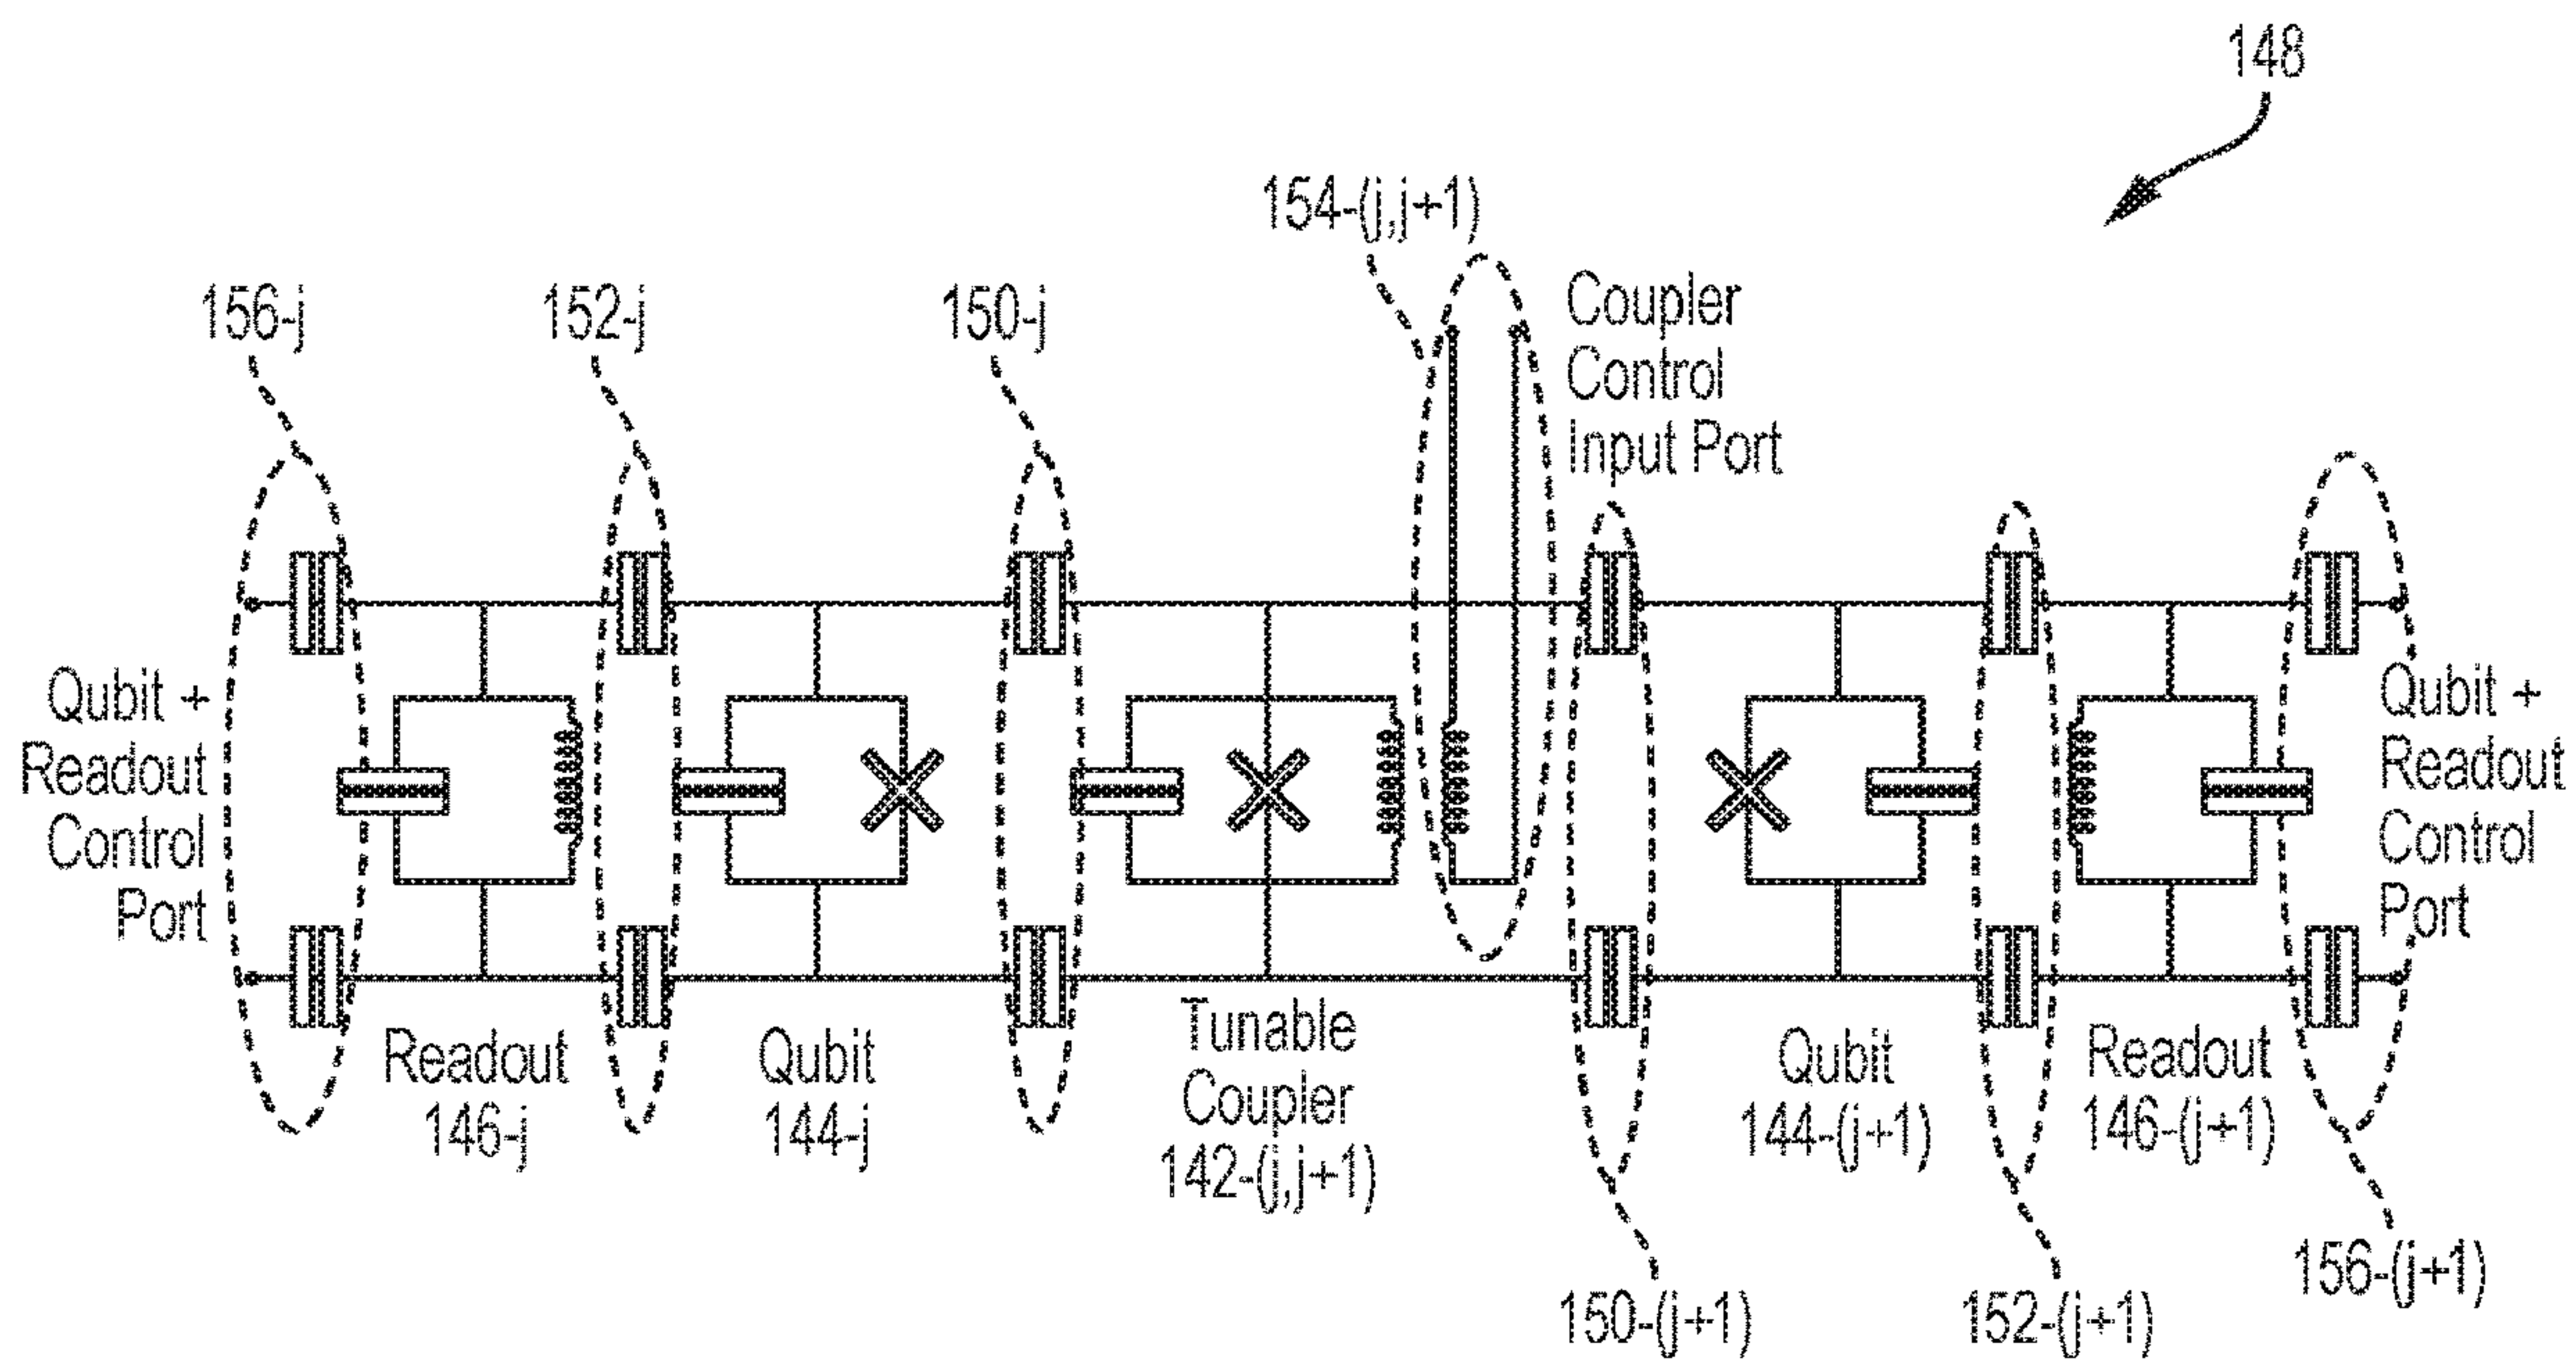 148
154-(j,j+1)
156-j
152-j
150-j
Coupler
Control
Input Port
Qubit +
Readout
Control
Port
Qubit +
Readout
Control
Port
Readout
146-j
Qubit
144-j
Tunable
Coupler
142-(j,j+1)
Qubit
144-(j+1)
Readout
146-(j+1)
150-(j+1)
152-(j+1)
156-(j+1)